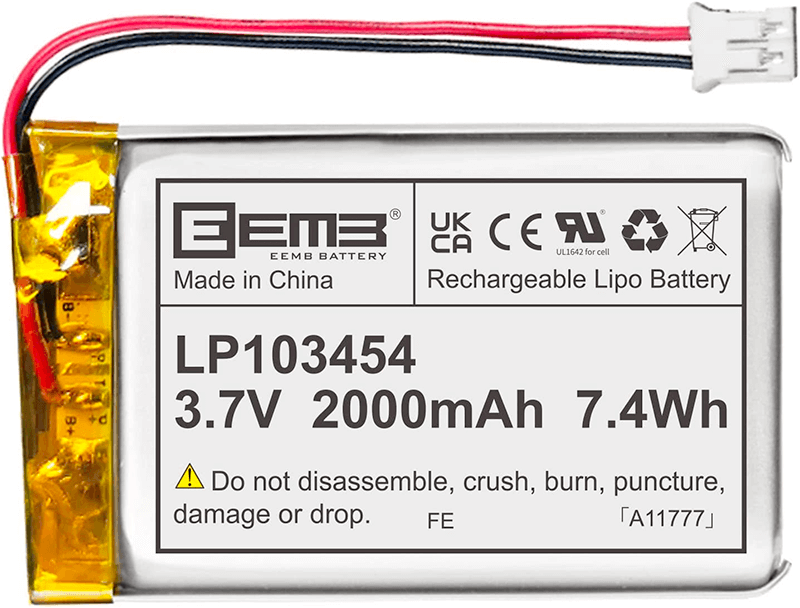 EEMB®
EEMB BATTERY
Made in China
UK
CA
CE
RU®
UL1642 for cell
Rechargeable Lipo Battery
LP103454
3.7V 2000mAh 7.4Wh
Do not disassemble, crush, burn, puncture,
damage or drop.
FE
「A11777」
B-
P+
B+